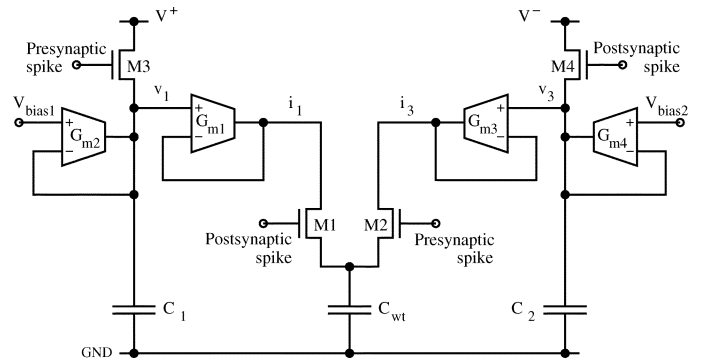 V+ V−
Presynaptic
spike
M3
M4
Postsynaptic
spike
v1
v3
Vbias1
+
−
Gm2
+
−
Gm1
i1
i3
Gm3
+
−
Gm4
+
−
Vbias2
Postsynaptic
spike
M1
M2
Presynaptic
spike
C1
Cwt
C2
GND